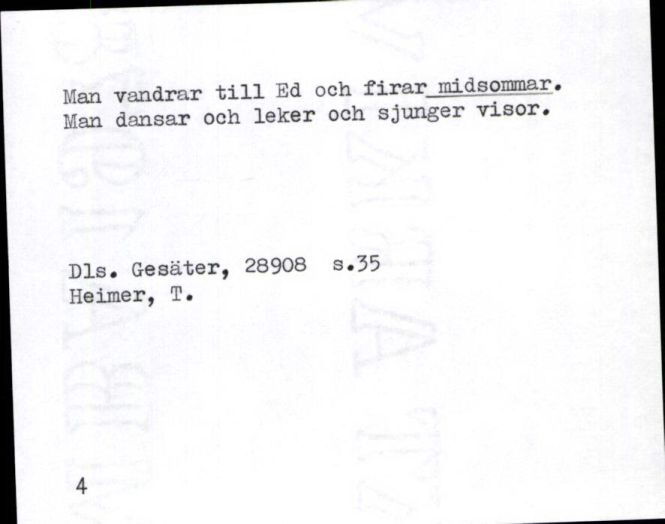 Man vandrar till Ed och firar midsommar.
Man dansar och leker och sjunger visor.
Dls. Gesäter, 28908 s.35
Heimer, T.
4